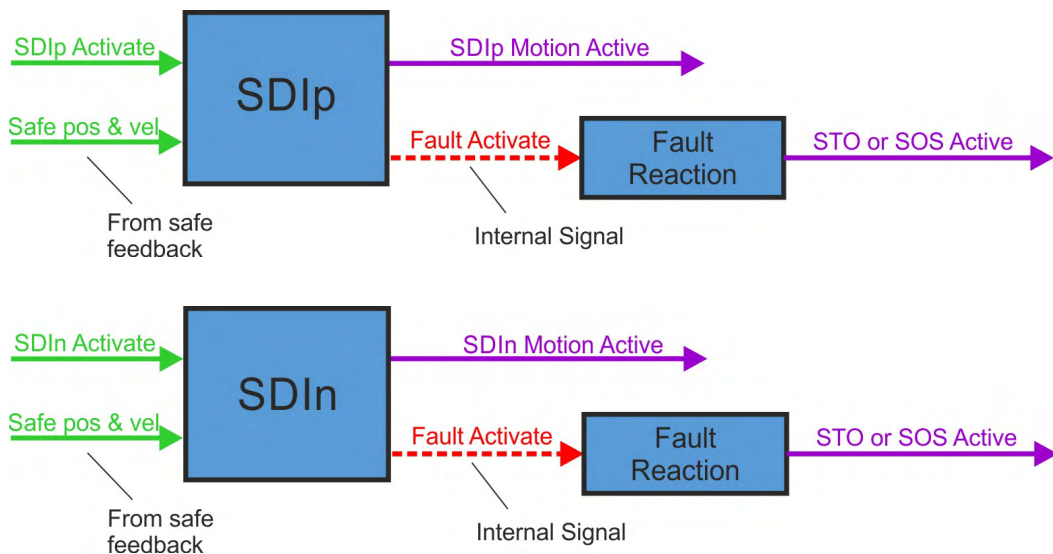 SDIp Activate
SDIp
SDIp Motion Active
Safe pos & vel
Fault Activate
Fault
Reaction
STO or SOS Active
From safe
feedback
Internal Signal
SDIn Activate
SDIn
SDIn Motion Active
Safe pos & vel
Fault Activate
Fault
Reaction
STO or SOS Active
From safe
feedback
Internal Signal